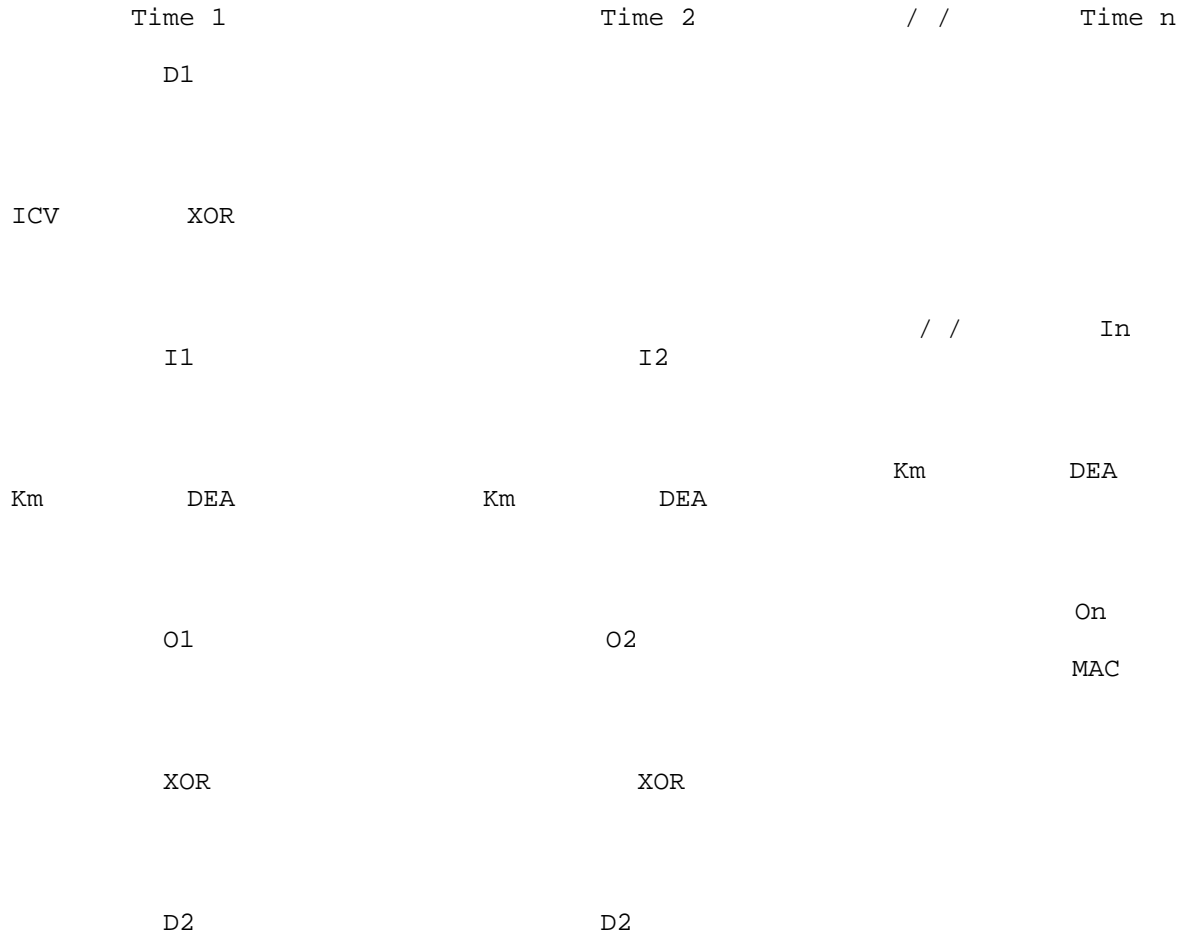 Time 1 Time 2 / / Time n
D1
ICV XOR
/ / In
I1 I2
Km DEA
Km DEA Km DEA
On
O1 O2
MAC
XOR XOR
D2 D2